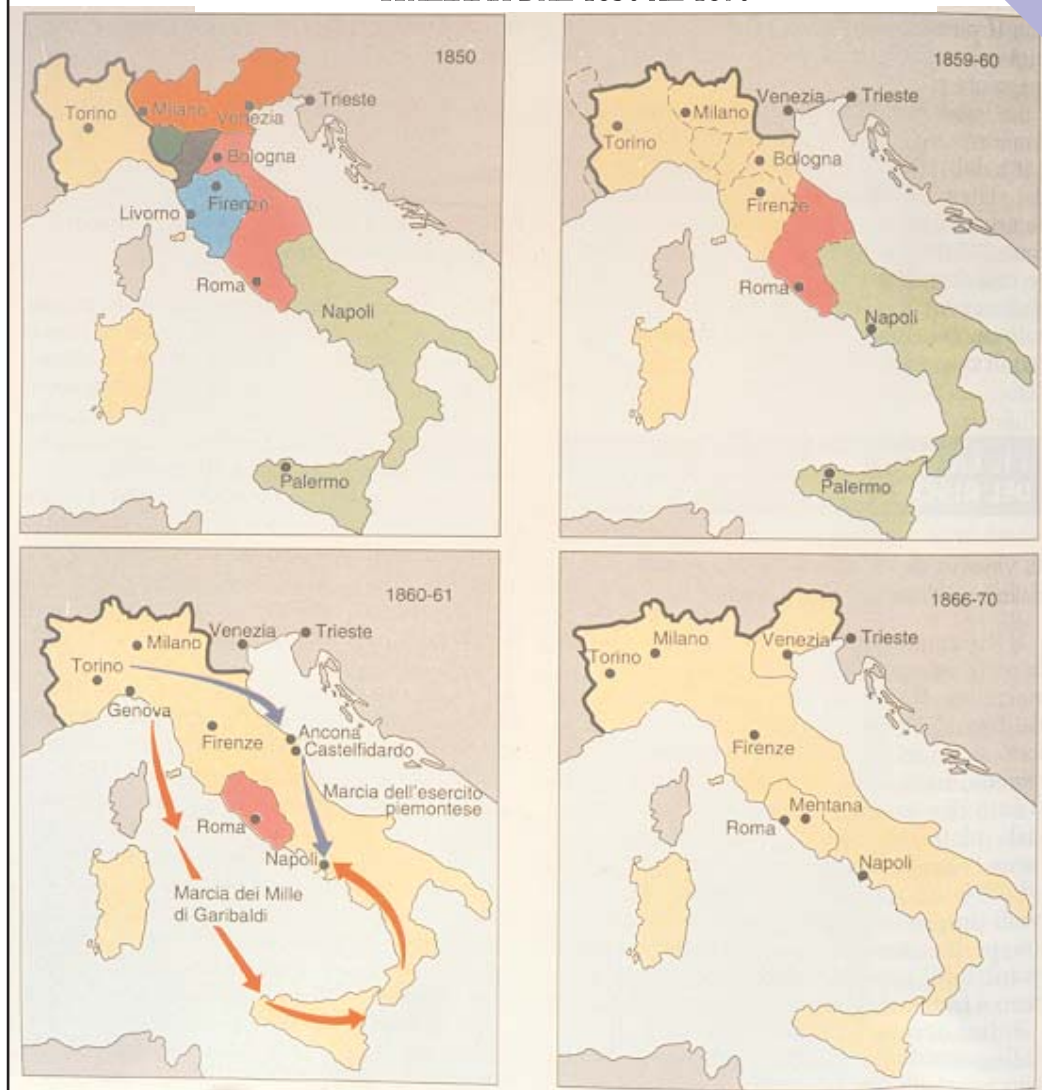 1850
Trieste
Torino
Milano
Venezia
Bologna
Firenze
Livorno
Roma
Napoli
Palermo
1859-60
Venezia
Trieste
Milano
Torino
Bologna
Firenze
Roma
Napoli
Palermo
1860-61
Venezia
Trieste
Milano
Torino
Genova
Ancona
Firenze
Castelfidardo
Marcia dell'esercito
piemontese
Roma
Napoli
Marcia dei Mille
di Garibaldi
1866-70
Milano
Venezia
Trieste
Torino
Firenze
Mentana
Roma
Napoli